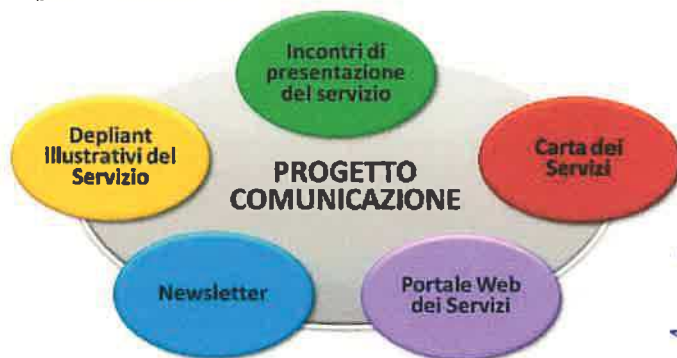 Incontri di
presentazione
del servizio
Depliant
illustrativi del
Servizio
PROGETTO
COMUNICAZIONE
Carta dei
Servizi
Newsletter
Portale Web
dei Servizi